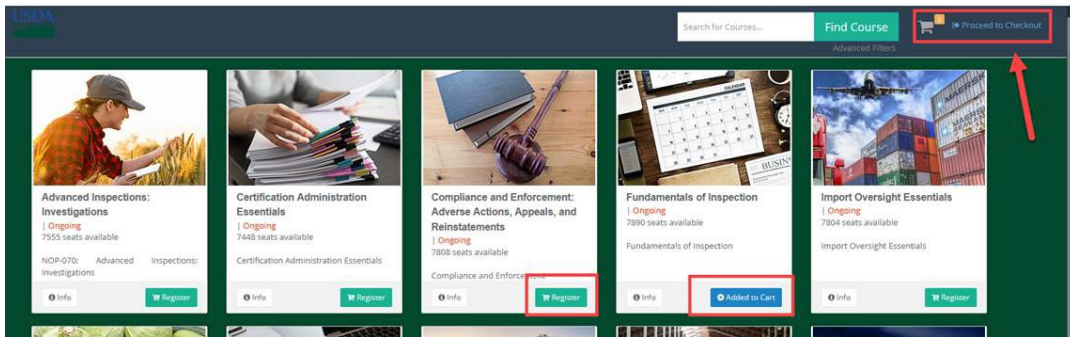 USDA
Search for Courses...
Find Course
Proceed to Checkout
Advanced Filters
CALENDAR
Advanced Inspections:
Investigations
| Ongoing
7555 seats available
NOP-070: Advanced Inspections:
Investigations
Info
Register
Certification Administration
Essentials
| Ongoing
7448 seats available
Certification Administration Essentials
Info
Register
Compliance and Enforcement:
Adverse Actions, Appeals, and
Reinstatements
| Ongoing
7808 seats available
Compliance and Enforcement
Info
Register
Fundamentals of Inspection
| Ongoing
7890 seats available
Fundamentals of Inspection
Info
Added to Cart
Import Oversight Essentials
| Ongoing
7804 seats available
Import Oversight Essentials
Info
Register